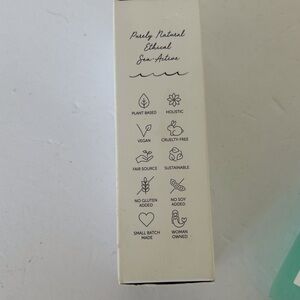 Purely Natural
Ethical
Sea-Active
PLANT BASED
HOLISTIC
VEGAN
CRUELTY-FREE
FAIR SOURCE
SUSTAINABLE
NO GLUTEN
ADDED
NO SOY
ADDED
SMALL BATCH
MADE
WOMAN
OWNED